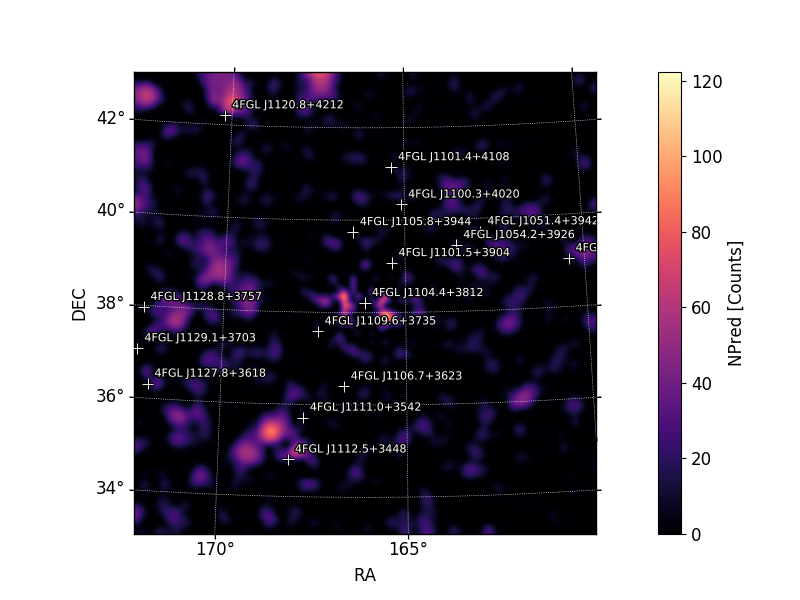 4FGL J1120.8+4212
4FGL J1101.4+4108
4FGL J1100.3+4020
4FGL J1105.8+3944
4FGL J1051.4+3942
4FGL J1054.2+3926
4FGL J1101.5+3904
4FG
4FGL J1104.4+3812
4FGL J1128.8+3757
4FGL J1109.6+3735
4FGL J1129.1+3703
4FGL J1127.8+3618
4FGL J1106.7+3623
4FGL J1111.0+3542
4FGL J1112.5+3448
42°
40°
38°
36°
34°
DEC
170°
165°
RA
120
100
80
60
40
20
0
NPred [Counts]